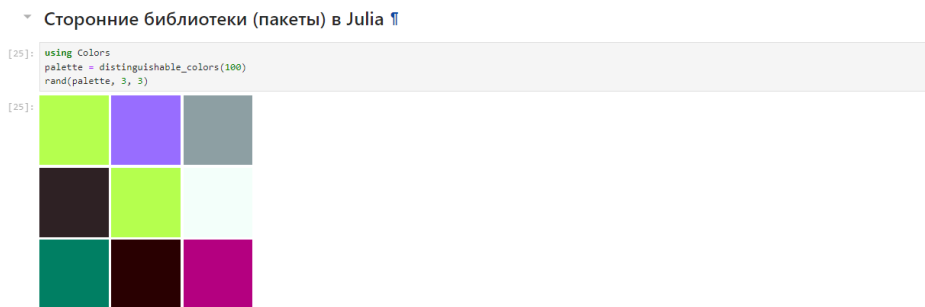 Сторонние библиотеки (пакеты) в Julia ¶
[25]: using Colors
palette = distinguishable_colors(100)
rand(palette, 3, 3)
[25]: